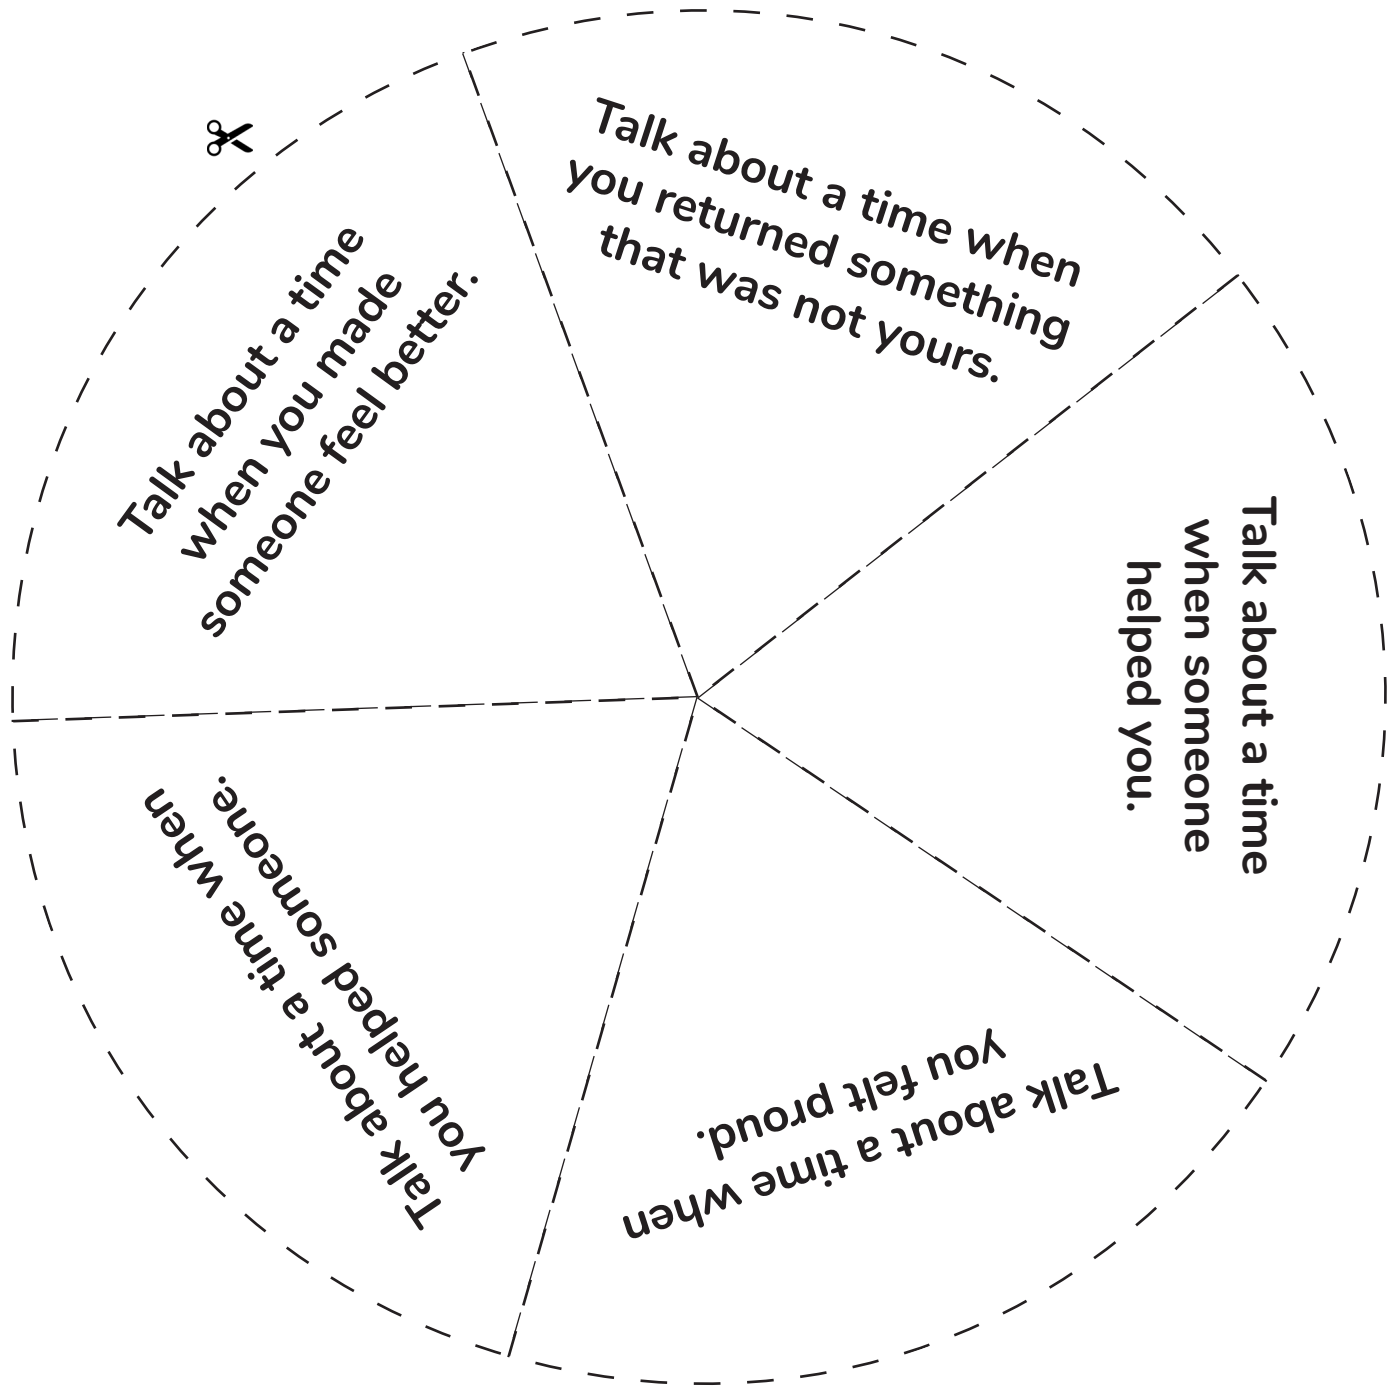 Talk about a time when
you returned something
that was not yours.
Talk about a time
when someone
helped you.
Talk about a time when
you felt proud.
Talk about a time when
you helped someone.
Talk about a time
when you made
someone feel better.